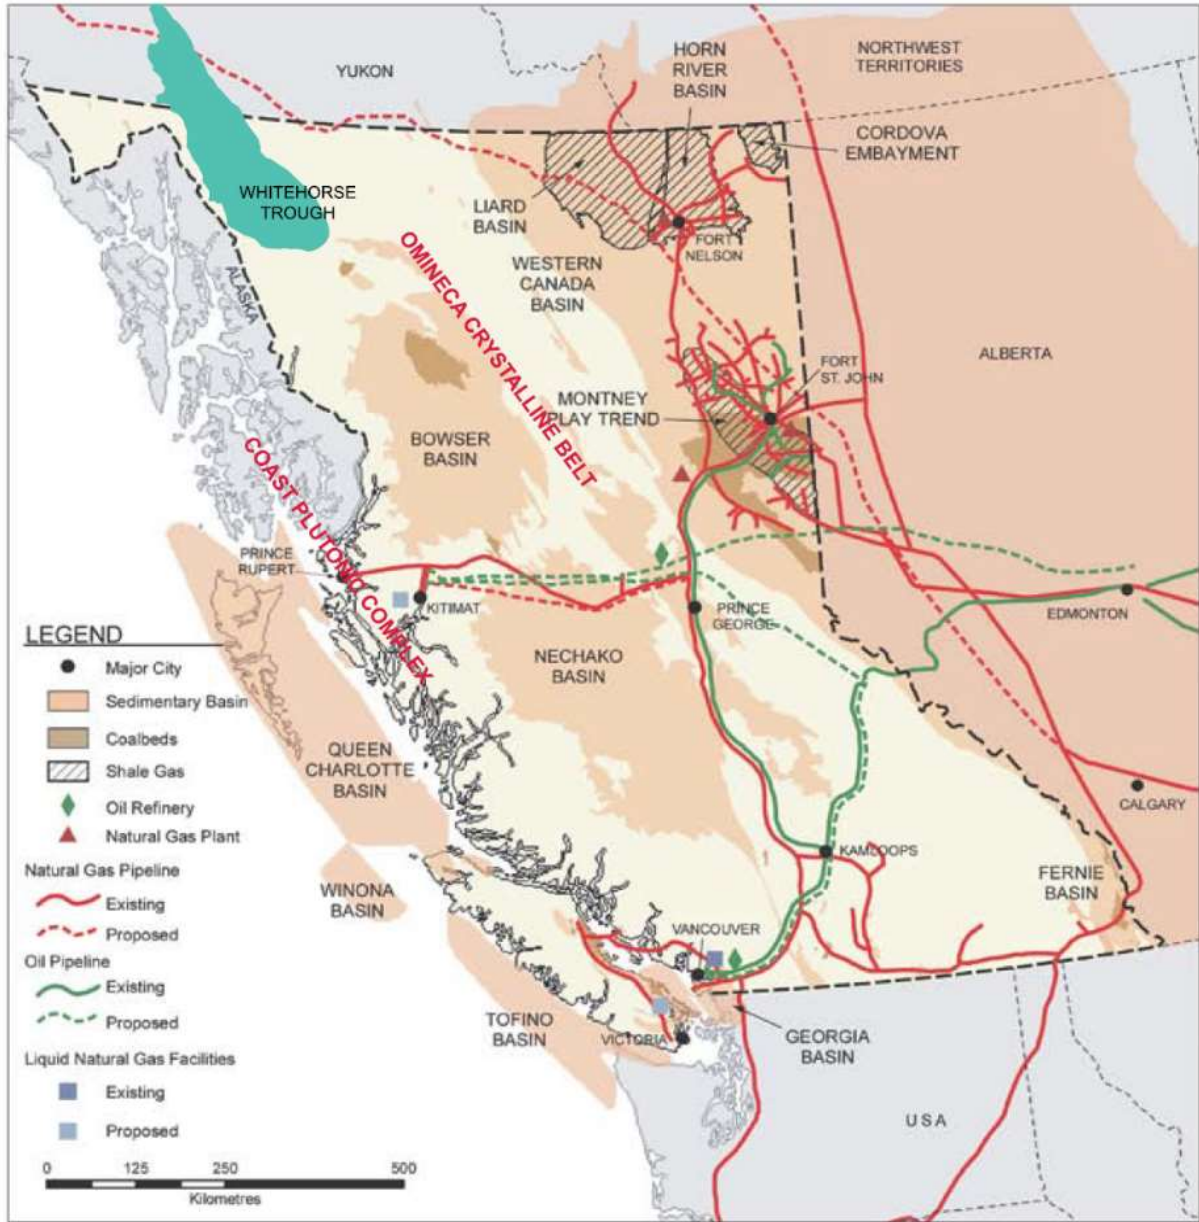 YUKON
HORN
RIVER
BASIN
NORTHWEST
TERRITORIES
CORDOVA
EMBAYMENT
WHITEHORSE
TROUGH
LIARD
BASIN
FORT
NELSON
WESTERN
CANADA
BASIN
OMINECA CRYSTALLINE BELT
ALASKA
ALBERTA
FORT
ST. JOHN
MONTNEY
PLAY TREND
BOWSER
BASIN
COAST PLUTONIC COMPLEX
PRINCE
RUPERT
KITIMAT
PRINCE
GEORGE
EDMONTON
NECHAKO
BASIN
QUEEN
CHARLOTTE
BASIN
CALGARY
KAMLOOPS
FERNIE
BASIN
WINONA
BASIN
VANCOUVER
TOFINO
BASIN
VICTORIA
GEORGIA
BASIN
USA
LEGEND
Major City
Sedimentary Basin
Coalbeds
Shale Gas
Oil Refinery
Natural Gas Plant
Natural Gas Pipeline
Existing
Proposed
Oil Pipeline
Existing
Proposed
Liquid Natural Gas Facilities
Existing
Proposed
0 125 250 500
Kilometres